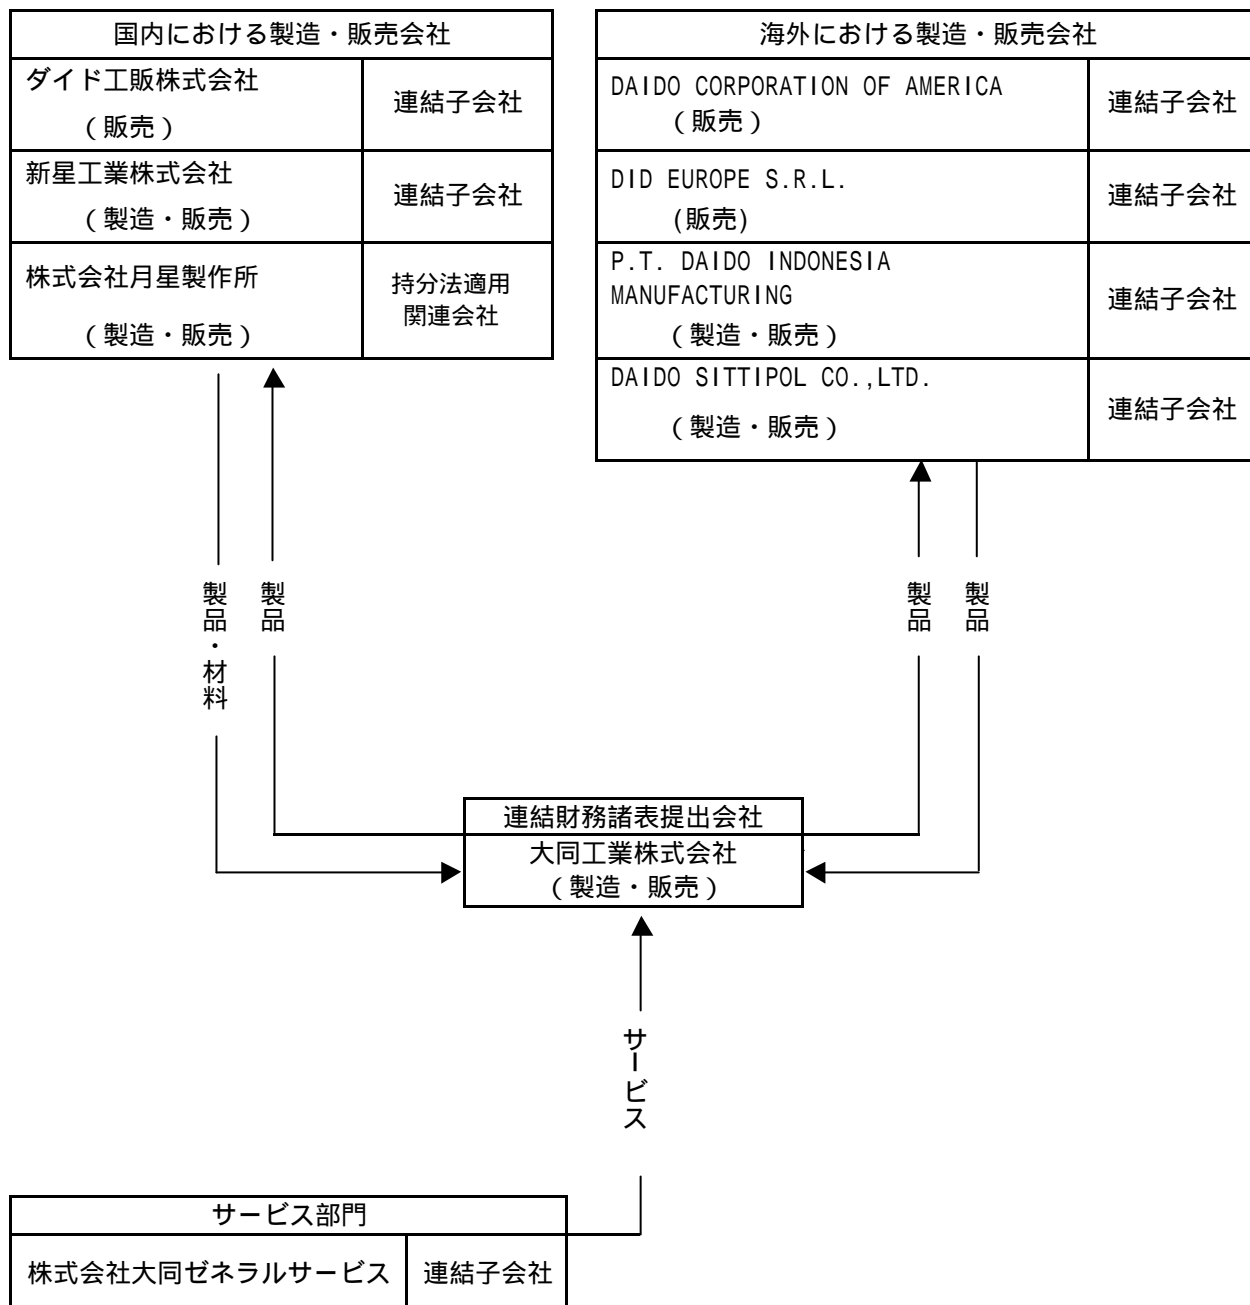 国内における製造・販売会社
ダイド工販株式会社
（販売）
連結子会社
新星工業株式会社
（製造・販売）
連結子会社
株式会社月星製作所
（製造・販売）
持分法適用
関連会社
海外における製造・販売会社
DAIDO CORPORATION OF AMERICA
（販売）
連結子会社
DID EUROPE S.R.L.
(販売)
連結子会社
P.T. DAIDO INDONESIA
MANUFACTURING
（製造・販売）
連結子会社
DAIDO SITTIPOL CO.,LTD.
（製造・販売）
連結子会社
製品・材料
製品
製品
製品
連結財務諸表提出会社
大同工業株式会社
（製造・販売）
サービス
サービス部門
株式会社大同ゼネラルサービス
連結子会社